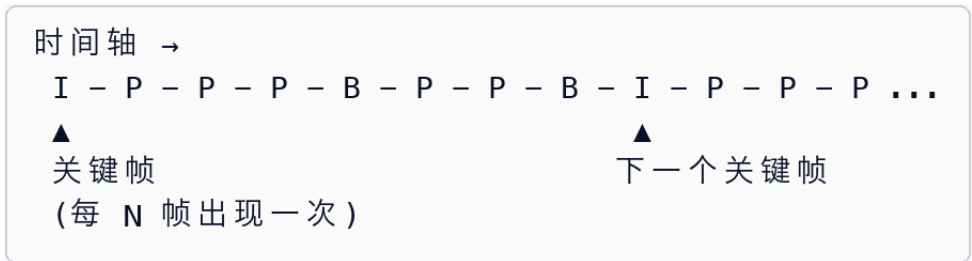 时间轴 →
I - P - P - P - B - P - P - B - I - P - P - P ...
▲ ▲
关键帧 下一个关键帧
(每 N 帧出现一次)